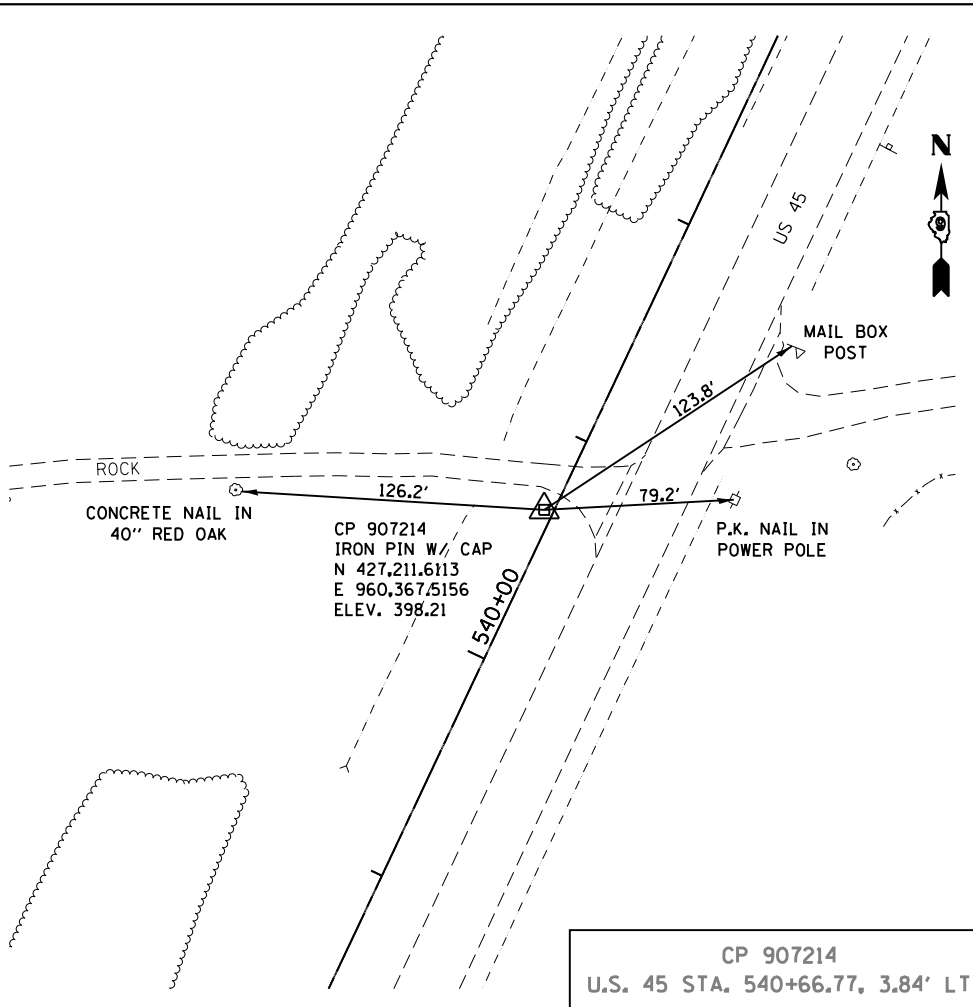 N
9
US 45
MAIL BOX
POST
123.8'
ROCK
126.2'
79.2'
CONCRETE NAIL IN
40" RED OAK
P.K. NAIL IN
POWER POLE
CP 907214
IRON PIN W/ CAP
N 427,211.6113
E 960,367.5156
ELEV. 398.21
540+00
CP 907214
U.S. 45 STA. 540+66.77, 3.84' LT